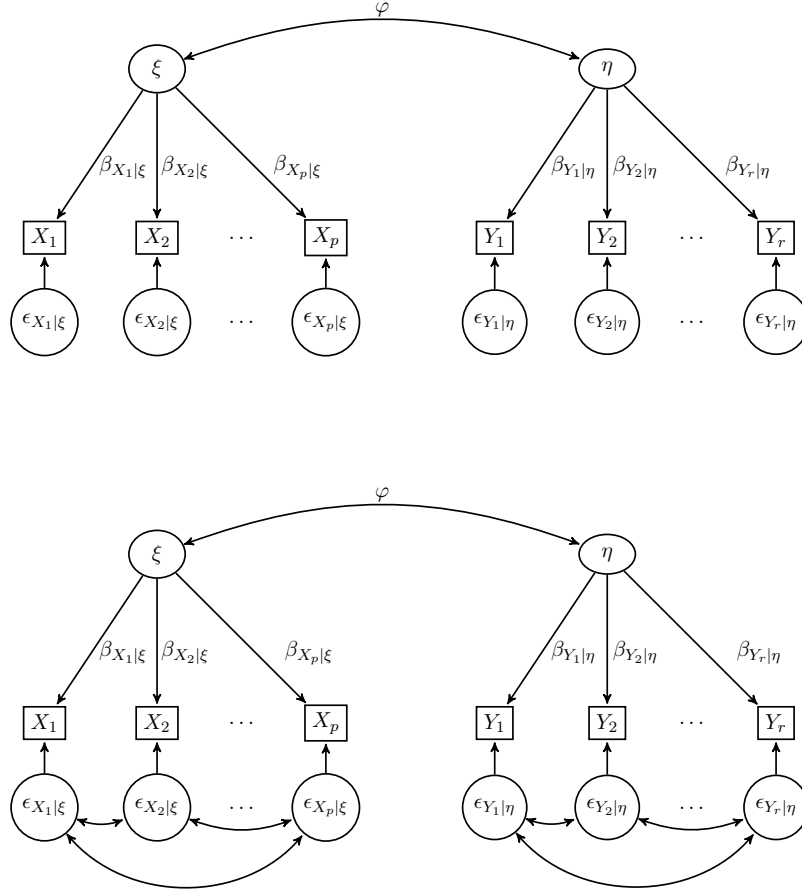 φ
ξ η
β_{X_1|ξ} β_{X_2|ξ} β_{X_p|ξ} β_{Y_1|η} β_{Y_2|η} β_{Y_r|η}
X_1 X_2 ··· X_p Y_1 Y_2 ··· Y_r
ϵ_{X_1|ξ} ϵ_{X_2|ξ} ··· ϵ_{X_p|ξ} ϵ_{Y_1|η} ϵ_{Y_2|η} ··· ϵ_{Y_r|η}
φ
ξ η
β_{X_1|ξ} β_{X_2|ξ} β_{X_p|ξ} β_{Y_1|η} β_{Y_2|η} β_{Y_r|η}
X_1 X_2 ··· X_p Y_1 Y_2 ··· Y_r
ϵ_{X_1|ξ} ϵ_{X_2|ξ} ··· ϵ_{X_p|ξ} ϵ_{Y_1|η} ϵ_{Y_2|η} ··· ϵ_{Y_r|η}